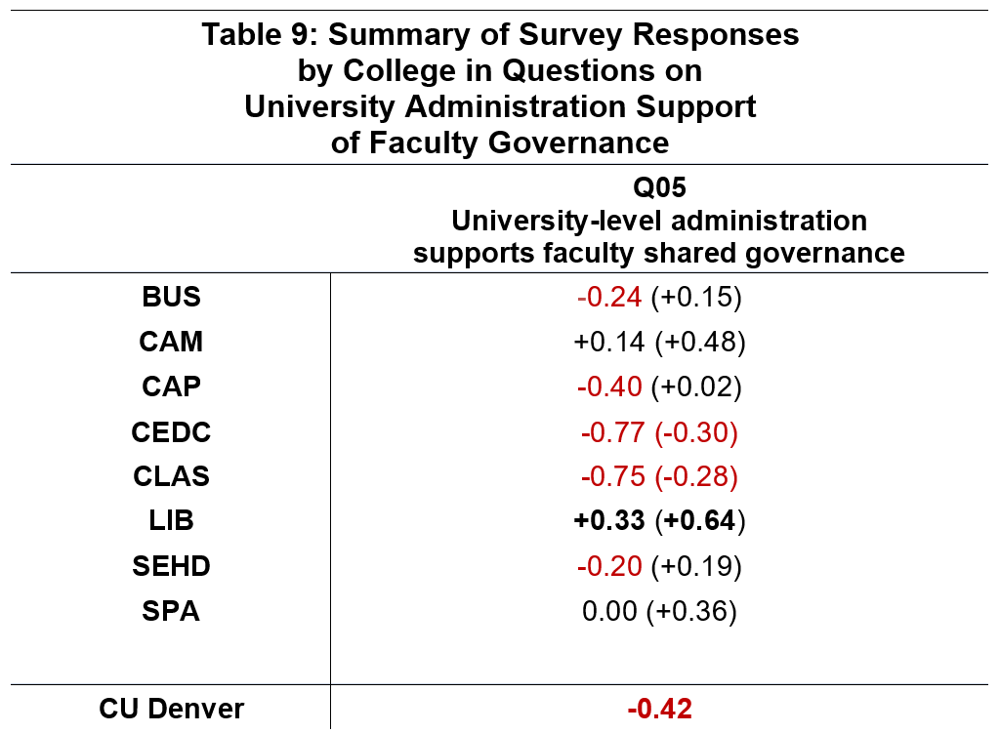 Table 9: Summary of Survey Responses
by College in Questions on
University Administration Support
of Faculty Governance
Q05
University-level administration
supports faculty shared governance
BUS -0.24 (+0.15)
CAM +0.14 (+0.48)
CAP -0.40 (+0.02)
CEDC -0.77 (-0.30)
CLAS -0.75 (-0.28)
LIB +0.33 (+0.64)
SEHD -0.20 (+0.19)
SPA 0.00 (+0.36)
CU Denver -0.42